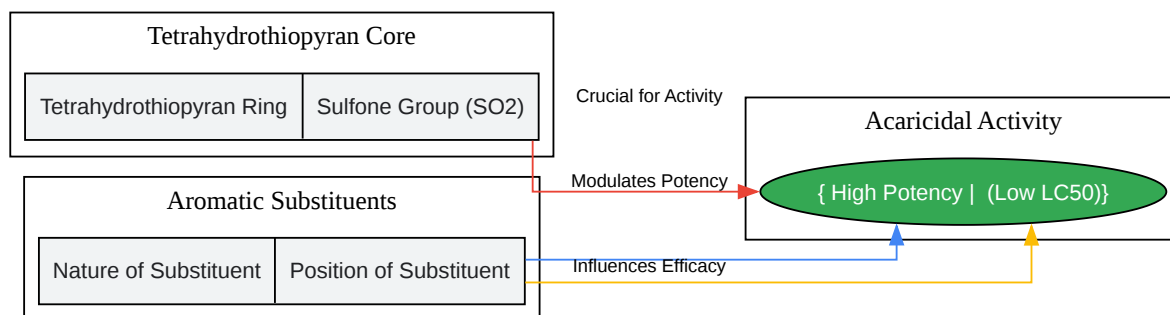 Tetrahydrothiopyran Core
Tetrahydrothiopyran Ring
Sulfone Group (SO2)
Crucial for Activity
Acaricidal Activity
Modulates Potency
{ High Potency | (Low LC50)}
Aromatic Substituents
Nature of Substituent
Position of Substituent
Influences Efficacy